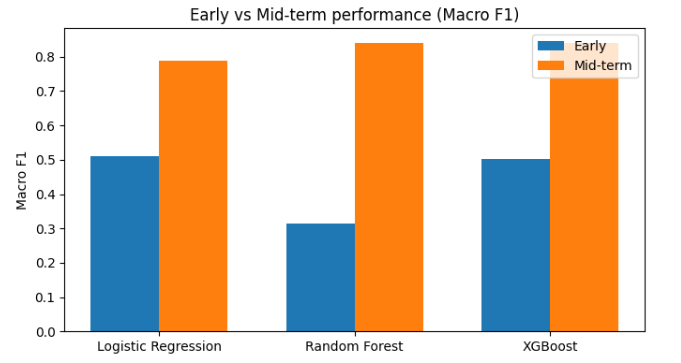 Early vs Mid-term performance (Macro F1)
Early
Mid-term
Macro F1
0.8
0.7
0.6
0.5
0.4
0.3
0.2
0.1
0.0
Logistic Regression Random Forest XGBoost